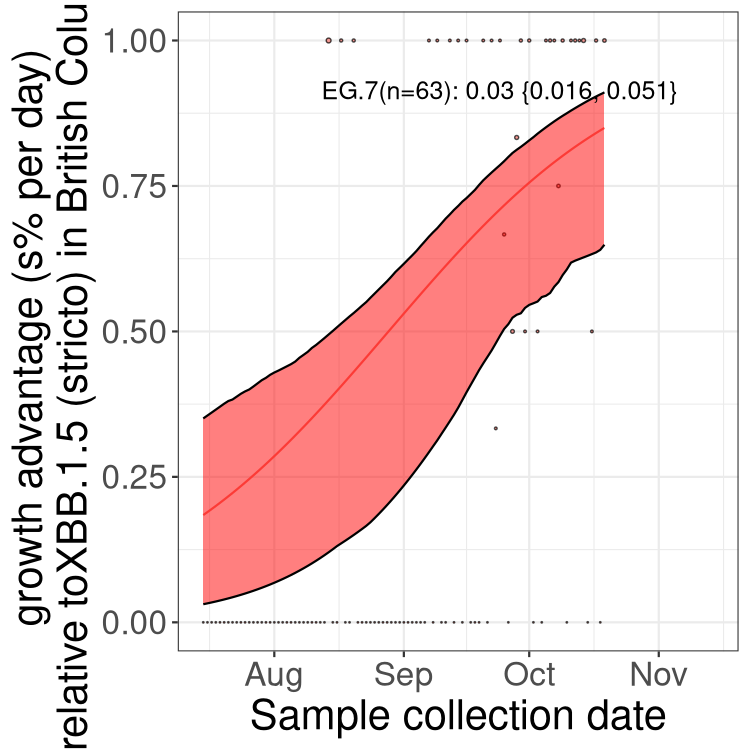 growth advantage (s% per day)
relative toXBB.1.5 (stricto) in British Colu
1.00
0.75
0.50
0.25
0.00
EG.7(n=63): 0.03 {0.016, 0.051}
Aug Sep Oct Nov
Sample collection date